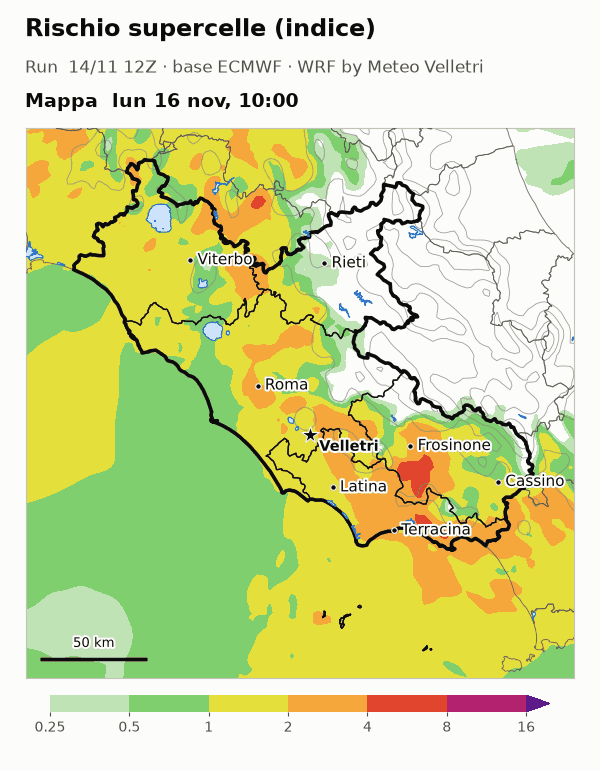 Rischio supercelle (indice)
Run  14/11 12Z · base ECMWF · WRF by Meteo Velletri
Mappa  lun 16 nov, 10:00
Viterbo
Rieti
Roma
Velletri
Frosinone
Latina
Cassino
Terracina
50 km
0.25 0.5 1 2 4 8 16